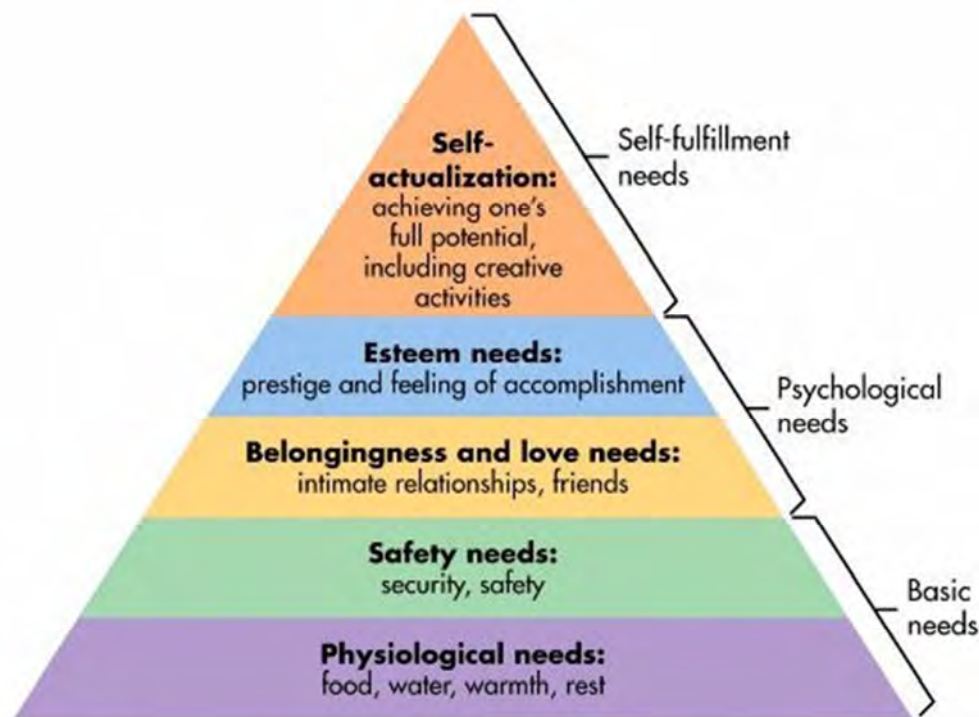 Self-
actualization:
achieving one's
full potential,
including creative
activities
Self-fulfillment
needs
Esteem needs:
prestige and feeling of accomplishment
Psychological
needs
Belongingness and love needs:
intimate relationships, friends
Safety needs:
security, safety
Basic
needs
Physiological needs:
food, water, warmth, rest